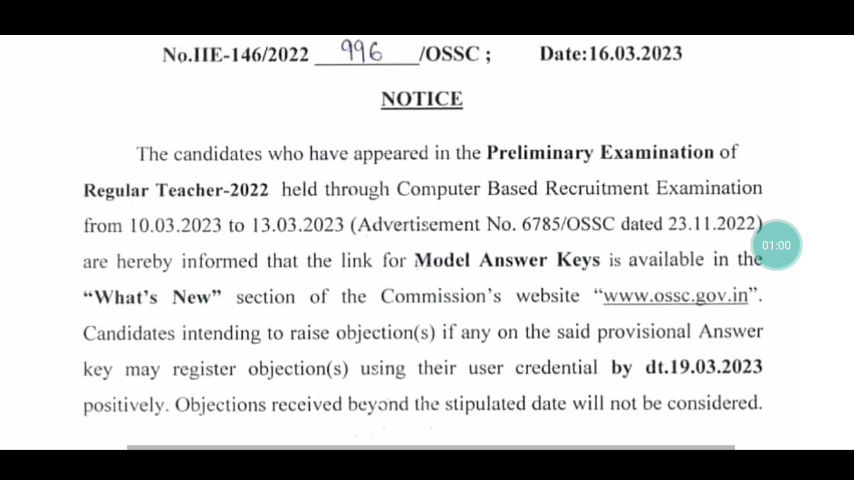 No.IIE-146/2022 996 /OSSC ; Date:16.03.2023
NOTICE
The candidates who have appeared in the Preliminary Examination of
Regular Teacher-2022 held through Computer Based Recruitment Examination
from 10.03.2023 to 13.03.2023 (Advertisement No. 6785/OSSC dated 23.11.2022)
01:00
are hereby informed that the link for Model Answer Keys is available in the
“What’s New” section of the Commission’s website “www.ossc.gov.in”.
Candidates intending to raise objection(s) if any on the said provisional Answer
key may register objection(s) using their user credential by dt.19.03.2023
positively. Objections received beyond the stipulated date will not be considered.